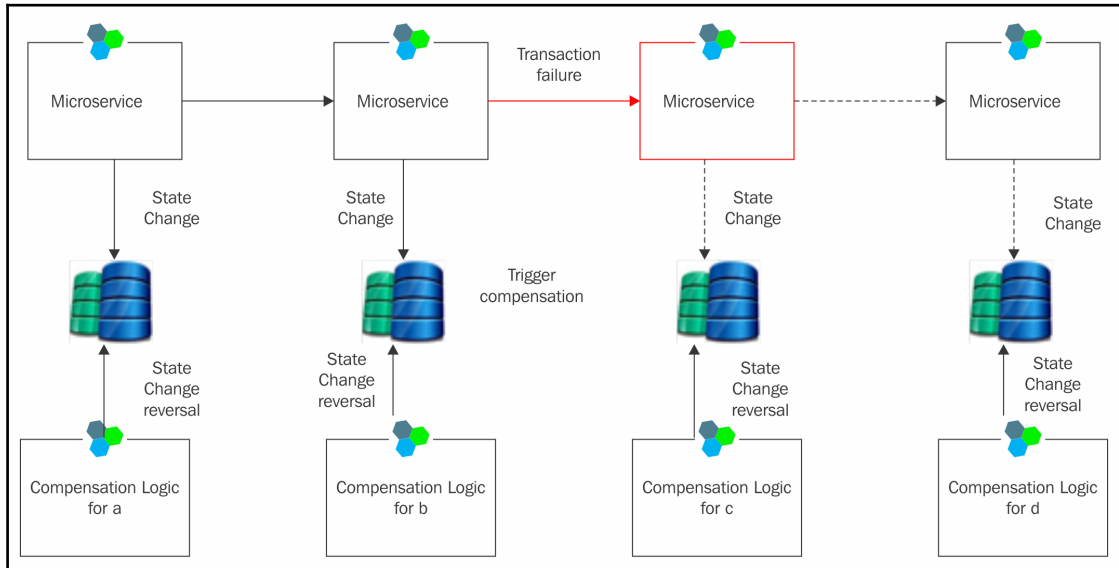 Microservice
Microservice
Transaction
failure
Microservice
Microservice
State
Change
State
Change
State
Change
State
Change
Trigger
compensation
State
Change
reversal
State
Change
reversal
State
Change
reversal
State
Change
reversal
Compensation Logic
for a
Compensation Logic
for b
Compensation Logic
for c
Compensation Logic
for d